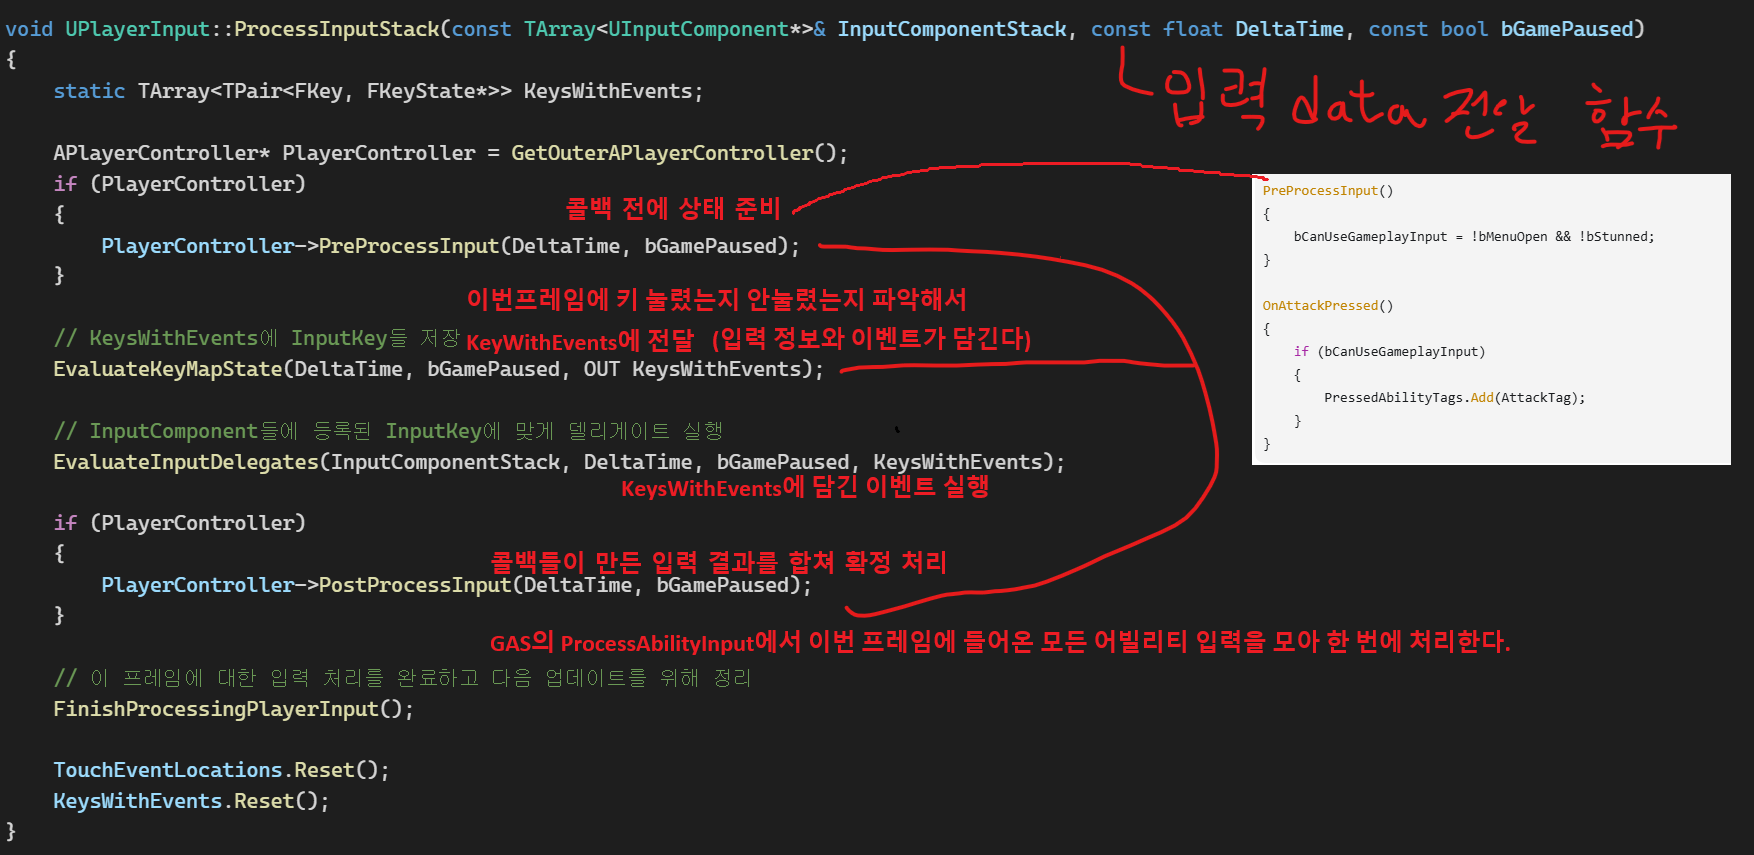 void UPlayerInput::ProcessInputStack(const TArray<UInputComponent*>& InputComponentStack, const float DeltaTime, const bool bGamePaused)
{
입력 data 전달 함수
static TArray<TPair<FKey, FKeyState*>> KeysWithEvents;
APlayerController* PlayerController = GetOuterAPlayerController();
if (PlayerController)
{
콜백 전에 상태 준비
PlayerController->PreProcessInput(DeltaTime, bGamePaused);
}
이번프레임에 키 눌렸는지 안눌렸는지 파악해서
// KeysWithEvents에 InputKey들 저장
KeyWithEvents에 전달 (입력 정보와 이벤트가 담긴다)
EvaluateKeyMapState(DeltaTime, bGamePaused, OUT KeysWithEvents);
// InputComponent들에 등록된 InputKey에 맞게 델리게이트 실행
EvaluateInputDelegates(InputComponentStack, DeltaTime, bGamePaused, KeysWithEvents);
KeysWithEvents에 담긴 이벤트 실행
if (PlayerController)
{
콜백들이 만든 입력 결과를 합쳐 확정 처리
PlayerController->PostProcessInput(DeltaTime, bGamePaused);
}
GAS의 ProcessAbilityInput에서 이번 프레임에 들어온 모든 어빌리티 입력을 모아 한 번에 처리한다.
// 이 프레임에 대한 입력 처리를 완료하고 다음 업데이트를 위해 정리
FinishProcessingPlayerInput();
TouchEventLocations.Reset();
KeysWithEvents.Reset();
}
PreProcessInput()
{
bCanUseGameplayInput = !bMenuOpen && !bStunned;
}
OnAttackPressed()
{
if (bCanUseGameplayInput)
{
PressedAbilityTags.Add(AttackTag);
}
}